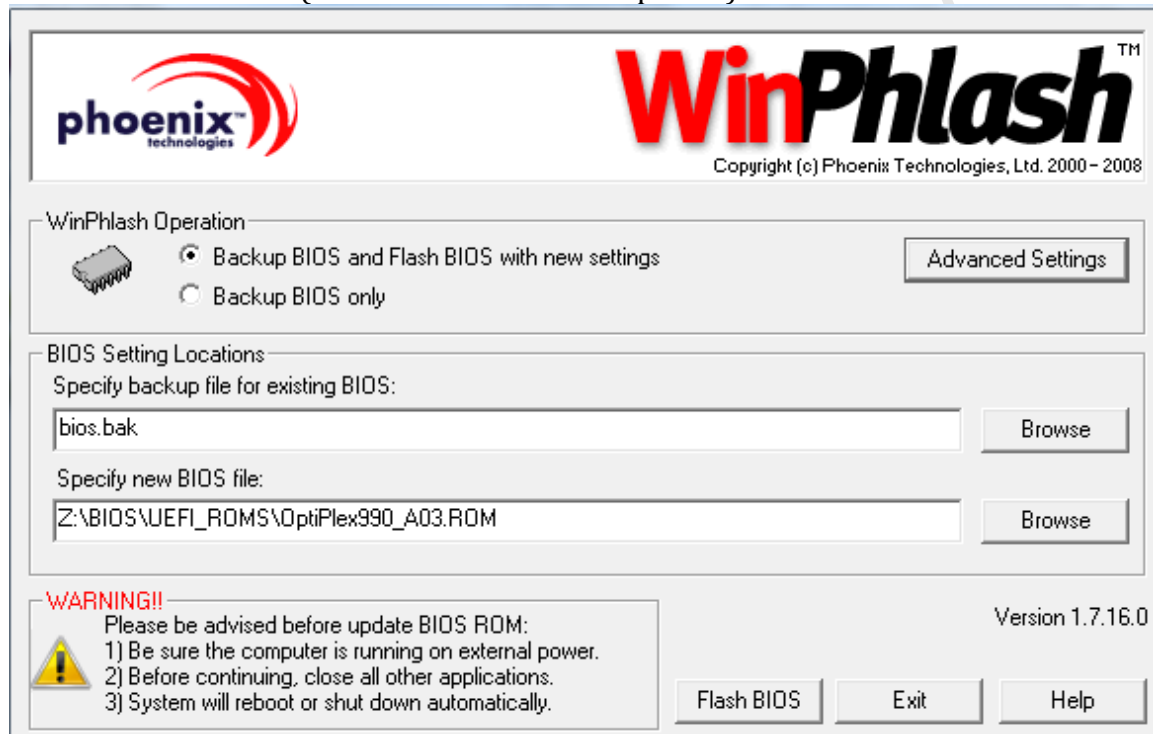 phoenix™
technologies
WinPhlash™
Copyright (c) Phoenix Technologies, Ltd. 2000 - 2008
WinPhlash Operation
Backup BIOS and Flash BIOS with new settings
Advanced Settings
Backup BIOS only
BIOS Setting Locations
Specify backup file for existing BIOS:
bios.bak
Browse
Specify new BIOS file:
Z:\BIOS\UEFI_ROMS\OptiPlex990_A03.ROM
Browse
WARNING!!
Please be advised before update BIOS ROM:
1) Be sure the computer is running on external power.
2) Before continuing, close all other applications.
3) System will reboot or shut down automatically.
Version 1.7.16.0
Flash BIOS
Exit
Help